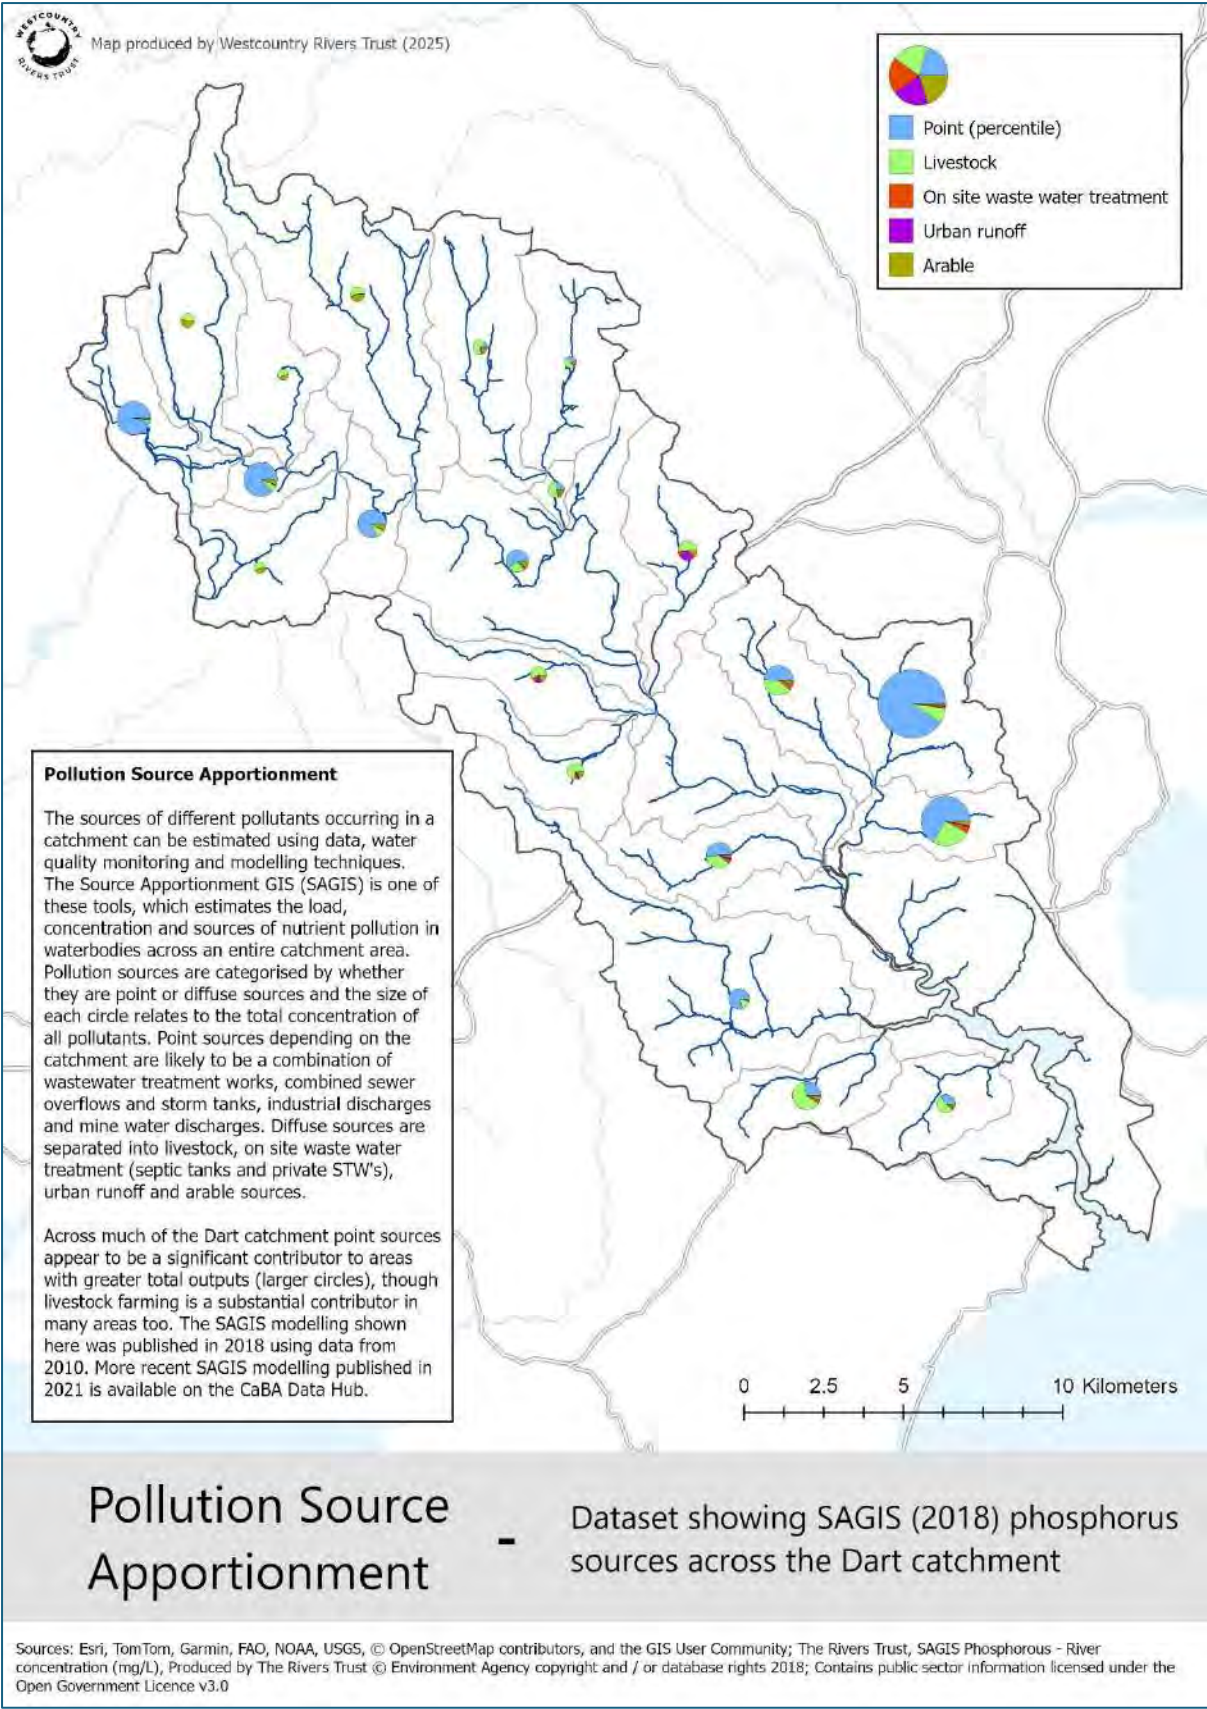 WESTCOUNTRY
RIVERS TRUST
Map produced by Westcountry Rivers Trust (2025)
Point (percentile)
Livestock
On site waste water treatment
Urban runoff
Arable
Pollution Source Apportionment
The sources of different pollutants occurring in a
catchment can be estimated using data, water
quality monitoring and modelling techniques.
The Source Apportionment GIS (SAGIS) is one of
these tools, which estimates the load,
concentration and sources of nutrient pollution in
waterbodies across an entire catchment area.
Pollution sources are categorised by whether
they are point or diffuse sources and the size of
each circle relates to the total concentration of
all pollutants. Point sources depending on the
catchment are likely to be a combination of
wastewater treatment works, combined sewer
overflows and storm tanks, industrial discharges
and mine water discharges. Diffuse sources are
separated into livestock, on site waste water
treatment (septic tanks and private STW's),
urban runoff and arable sources.
Across much of the Dart catchment point sources
appear to be a significant contributor to areas
with greater total outputs (larger circles), though
livestock farming is a substantial contributor in
many areas too. The SAGIS modelling shown
here was published in 2018 using data from
2010. More recent SAGIS modelling published in
2021 is available on the CaBA Data Hub.
0 2.5 5 10 Kilometers
Pollution Source
Apportionment
-
Dataset showing SAGIS (2018) phosphorus
sources across the Dart catchment
Sources: Esri, TomTom, Garmin, FAO, NOAA, USGS, © OpenStreetMap contributors, and the GIS User Community; The Rivers Trust, SAGIS Phosphorous - River
concentration (mg/L), Produced by The Rivers Trust © Environment Agency copyright and / or database rights 2018; Contains public sector information licensed under the
Open Government Licence v3.0